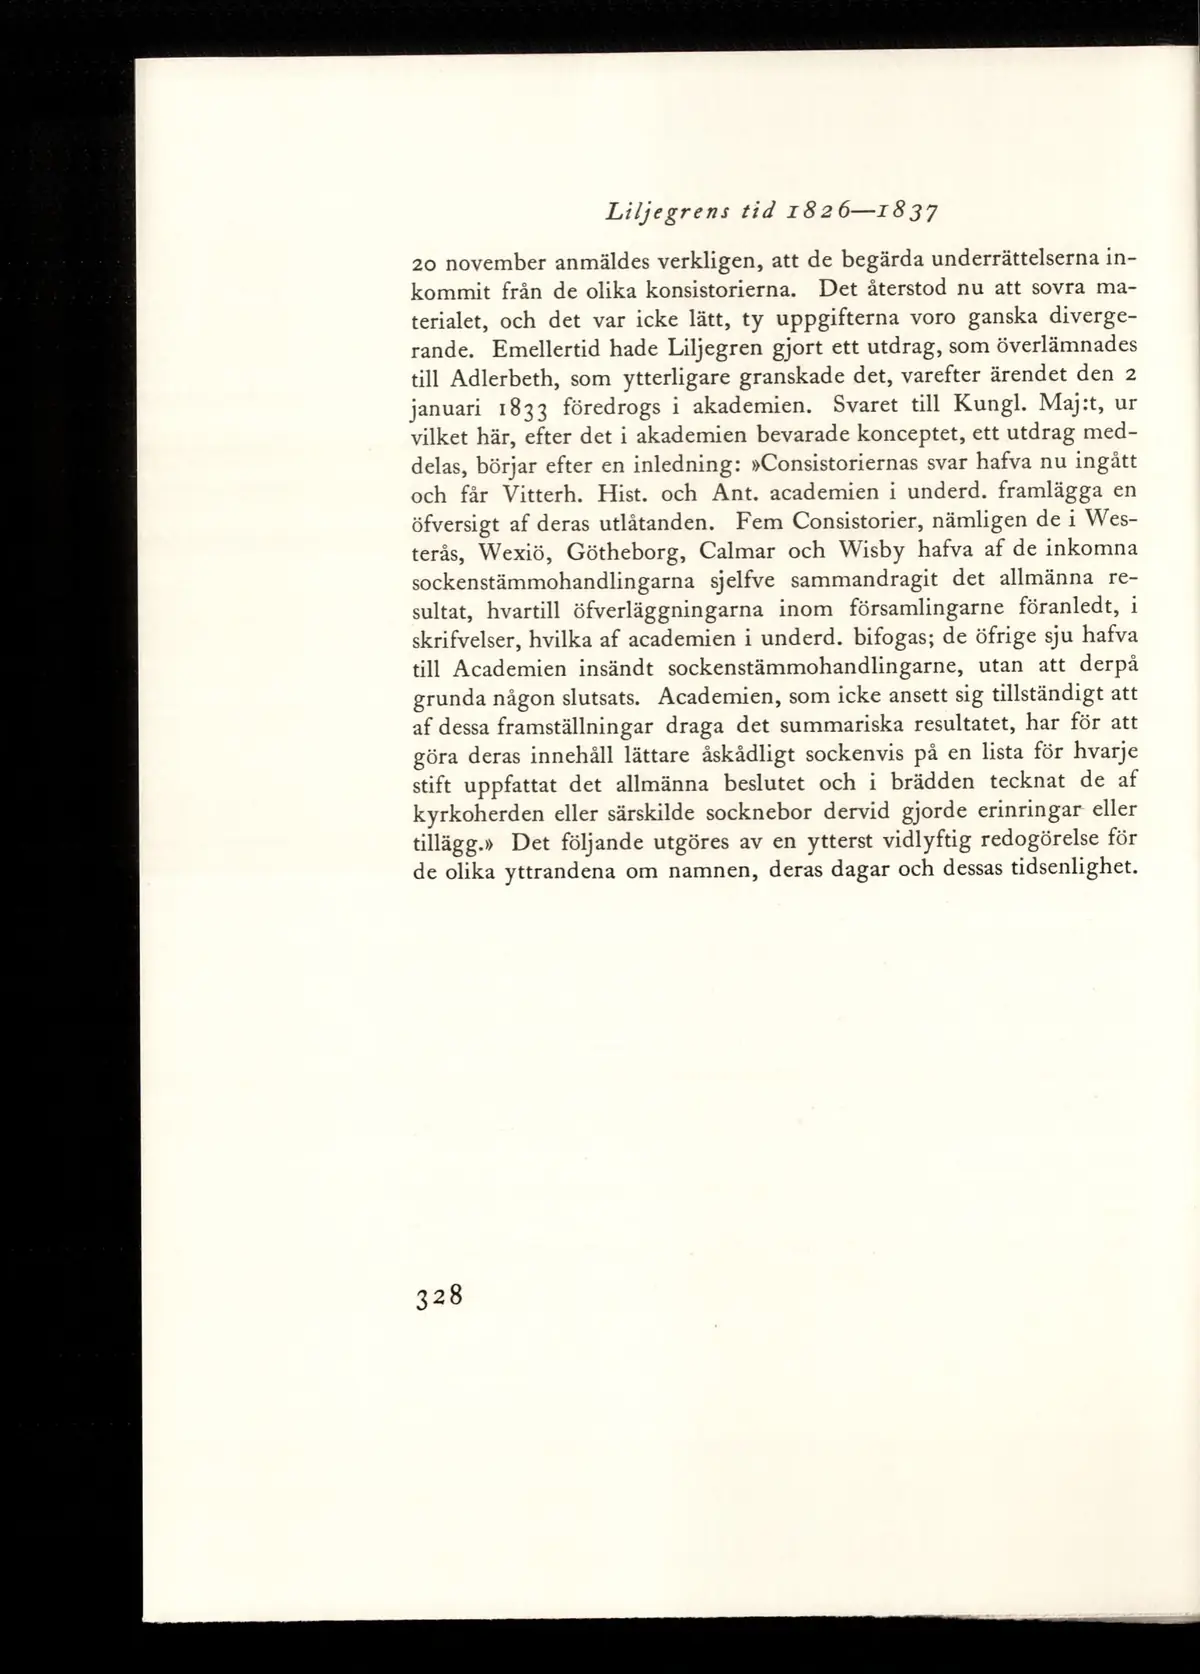 Liljegrens tid 1826—1837
20 november anmäldes verkligen, att de begärda underrättelserna in-
kommit från de olika konsistorierna. Det återstod nu att sovra ma-
terialet, och det var icke lätt, ty uppgifterna voro ganska diverge-
rande. Emellertid hade Liljegren gjort ett utdrag, som överlämnades
till Adlerbeth, som ytterligare granskade det, varefter ärendet den 2
januari 1833 föredrogs i akademien. Svaret till Kungl. Maj:t, ur
vilket här, efter det i akademien bevarade konceptet, ett utdrag med-
delas, börjar efter en inledning: »Consistoriernas svar hafva nu ingått
och får Vitterh. Hist. och Ant. academien i underd. framlägga en
öfversigt af deras utlåtanden. Fem Consistorier, nämligen de i Wes-
terås, Wexiö, Götheborg, Calmar och Wisby hafva af de inkomna
sockenstämmohandlingarna sjelfve sammandragit det allmänna re-
sultat, hvartill öfverläggningarna inom församlingarne föranledt, i
skrifvelser, hvilka af academien i underd. bifogas; de öfrige sju hafva
till Academien insändt sockenstämmohandlingarne, utan att derpå
grunda någon slutsats. Academien, som icke ansett sig tillständigt att
af dessa framställningar draga det summariska resultatet, har för att
göra deras innehåll lättare åskådligt sockenvis på en lista för hvarje
stift uppfattat det allmänna beslutet och i brädden tecknat de af
kyrkoherden eller särskilde socknebor dervid gjorde erinringar eller
tillägg.» Det följande utgöres av en ytterst vidlyftig redogörelse för
de olika yttrandena om namnen, deras dagar och dessas tidsenlighet.
328